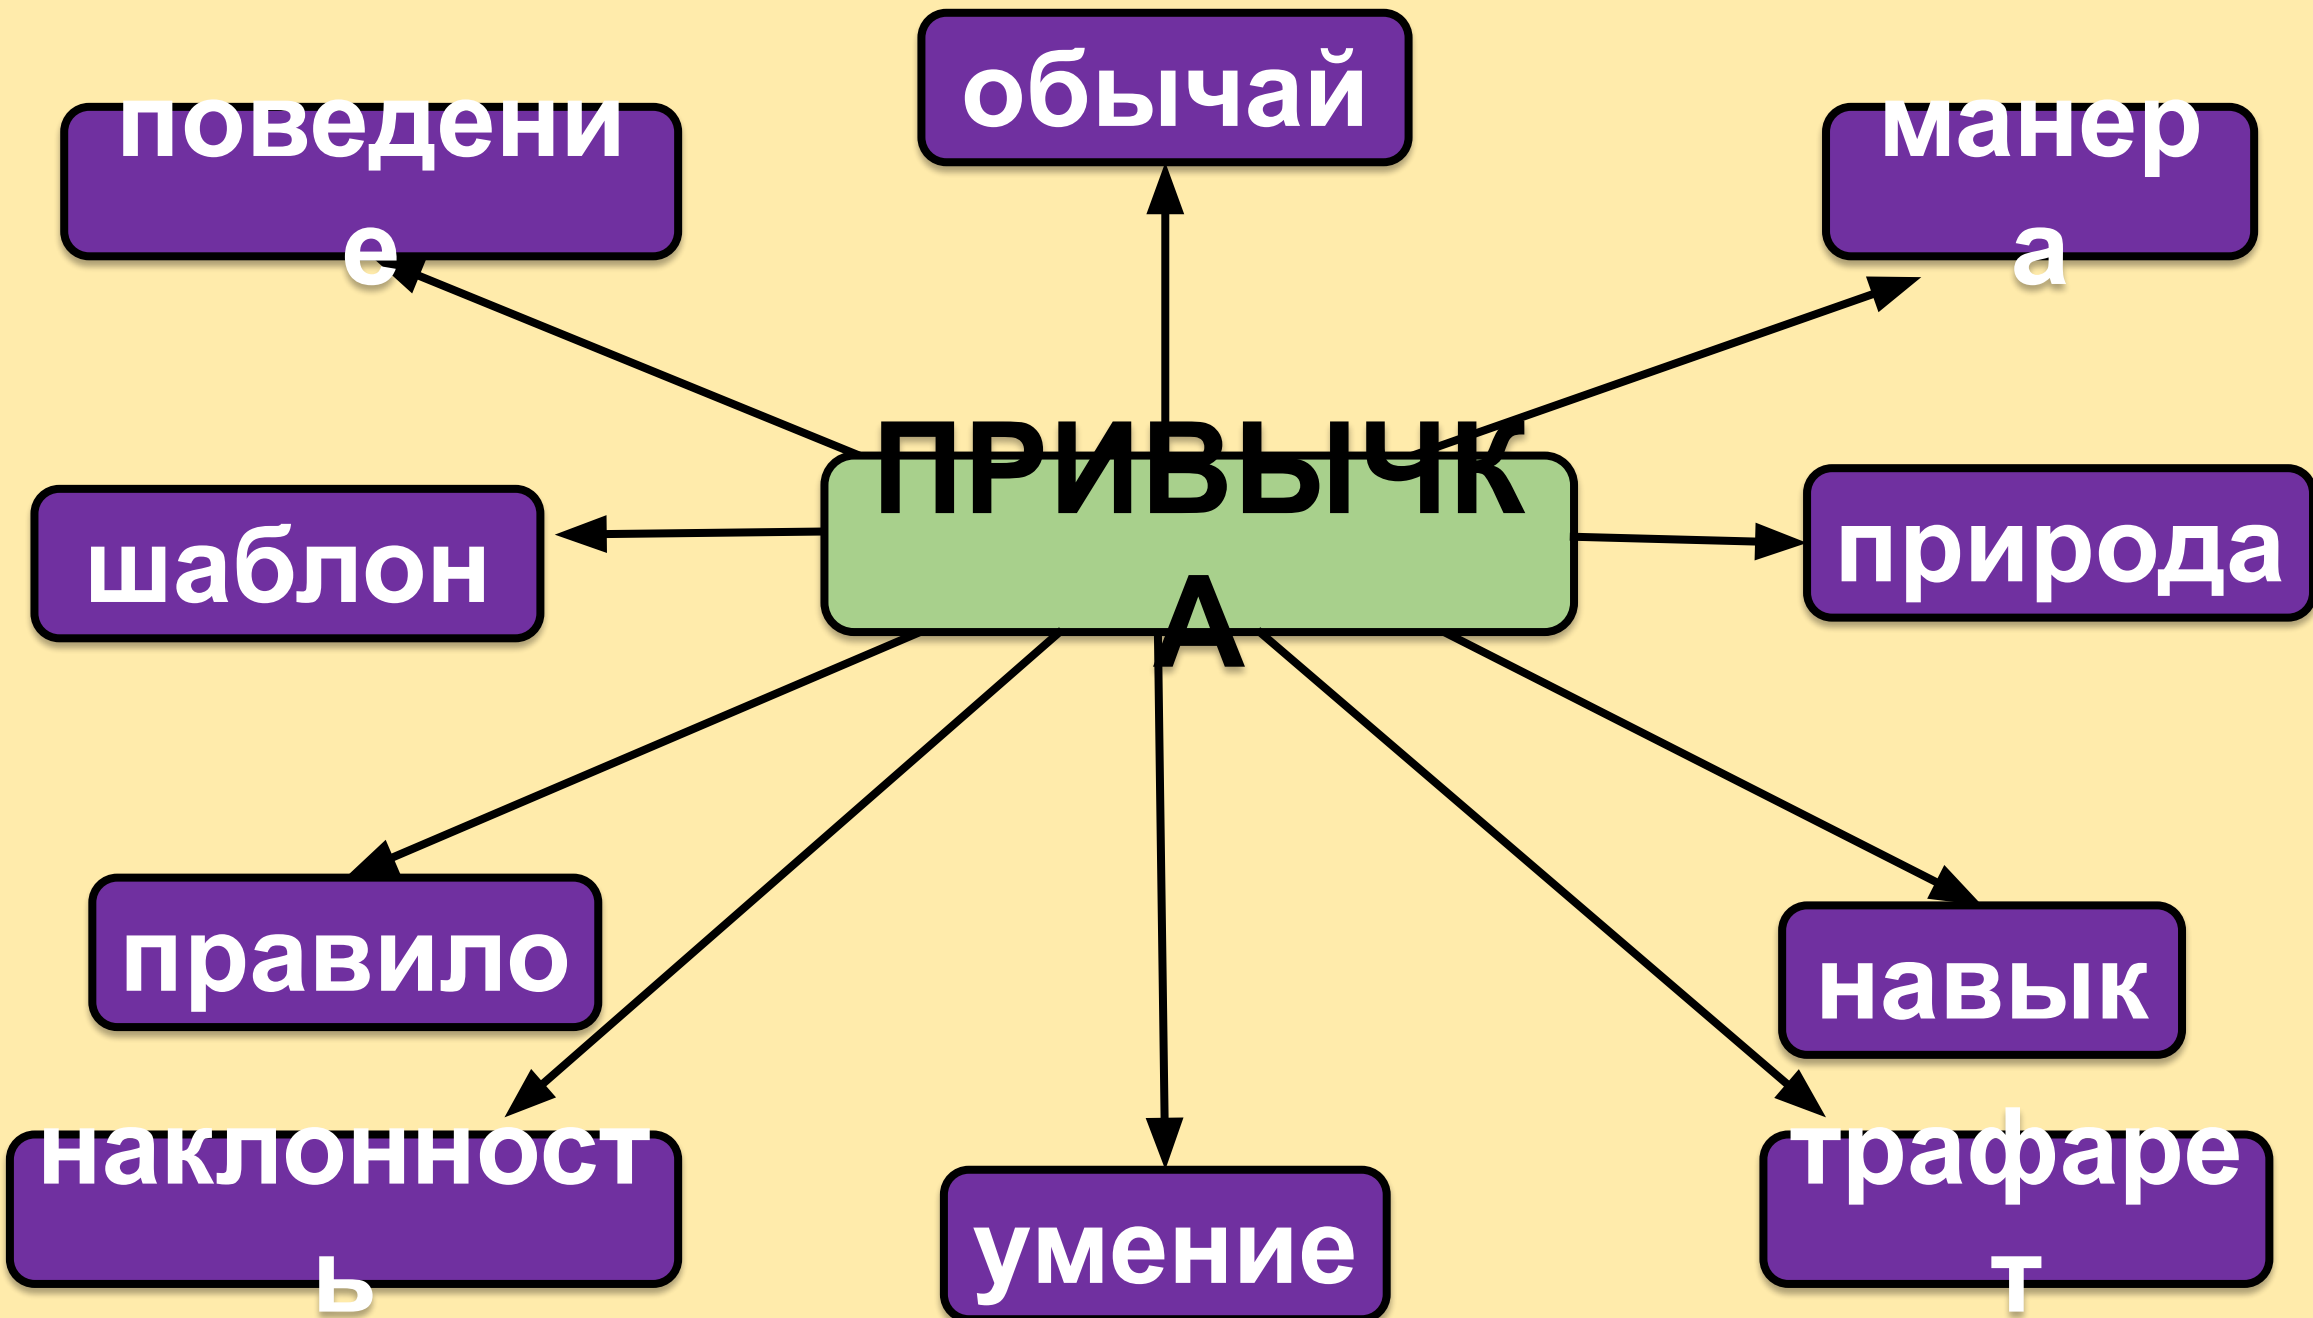 обычай
поведени
е
манер
а
ПРИВЫЧК
А
шаблон
природа
правило
навык
наклонност
ь
умение
трафаре
т